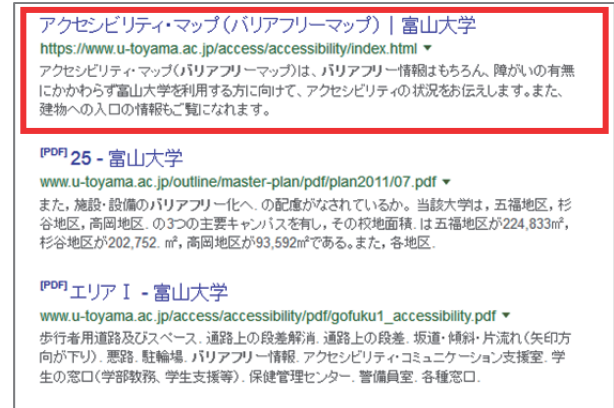 アクセシビリティ・マップ（バリアフリーマップ）｜富山大学
https://www.u-toyama.ac.jp/access/accessibility/index.html ▼
アクセシビリティ・マップ(バリアフリーマップ)は、バリアフリー情報はもちろん、障がいの有無
にかかわらず富山大学を利用する方に向けて、アクセシビリティの状況をお伝えします。また、
建物への入口の情報もご覧になれます。
[PDF] 25 - 富山大学
www.u-toyama.ac.jp/outline/master-plan/pdf/plan2011/07.pdf ▼
また，施設・設備のバリアフリー化へ．の配慮がなされているか。 当該大学は，五福地区，杉
谷地区，高岡地区．の3つの主要キャンパスを有し，その校地面積．は五福地区が224,833㎡，
杉谷地区が202,752. ㎡，高岡地区が93,592㎡である。また，各地区．
[PDF] エリア I - 富山大学
www.u-toyama.ac.jp/access/accessibility/pdf/gofuku1_accessibility.pdf ▼
歩行者用道路及びスペース．通路上の段差解消．通路上の段差．坂道・傾斜・片流れ（矢印方
向が下り）．悪路．駐輪場．バリアフリー情報．アクセシビリティ・コミュニケーション支援室．学
生の窓口（学部教務、学生支援等）．保健管理センター．警備員室．各種窓口．